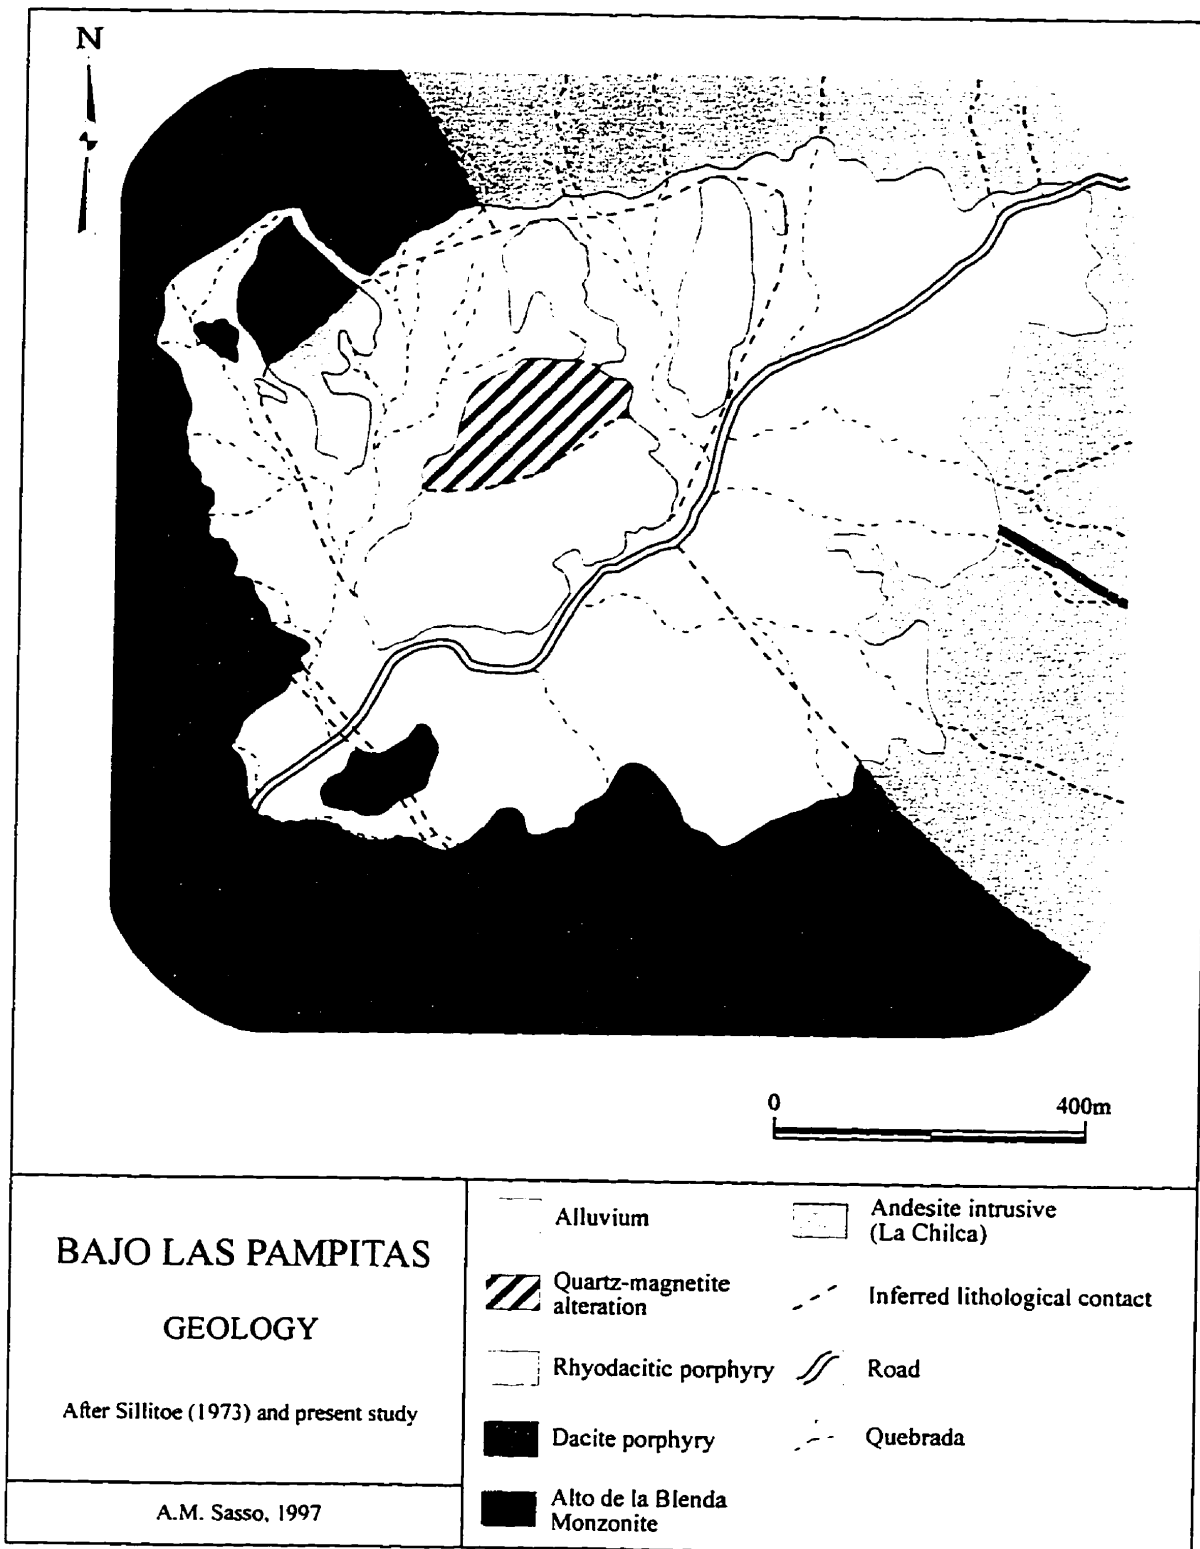 N
0 400m
BAJO LAS PAMPITAS
GEOLOGY
After Sillitoe (1973) and present study
A.M. Sasso, 1997
Alluvium
Quartz-magnetite
alteration
Rhyodacitic porphyry
Dacite porphyry
Alto de la Blenda
Monzonite
Andesite intrusive
(La Chilca)
Inferred lithological contact
Road
Quebrada